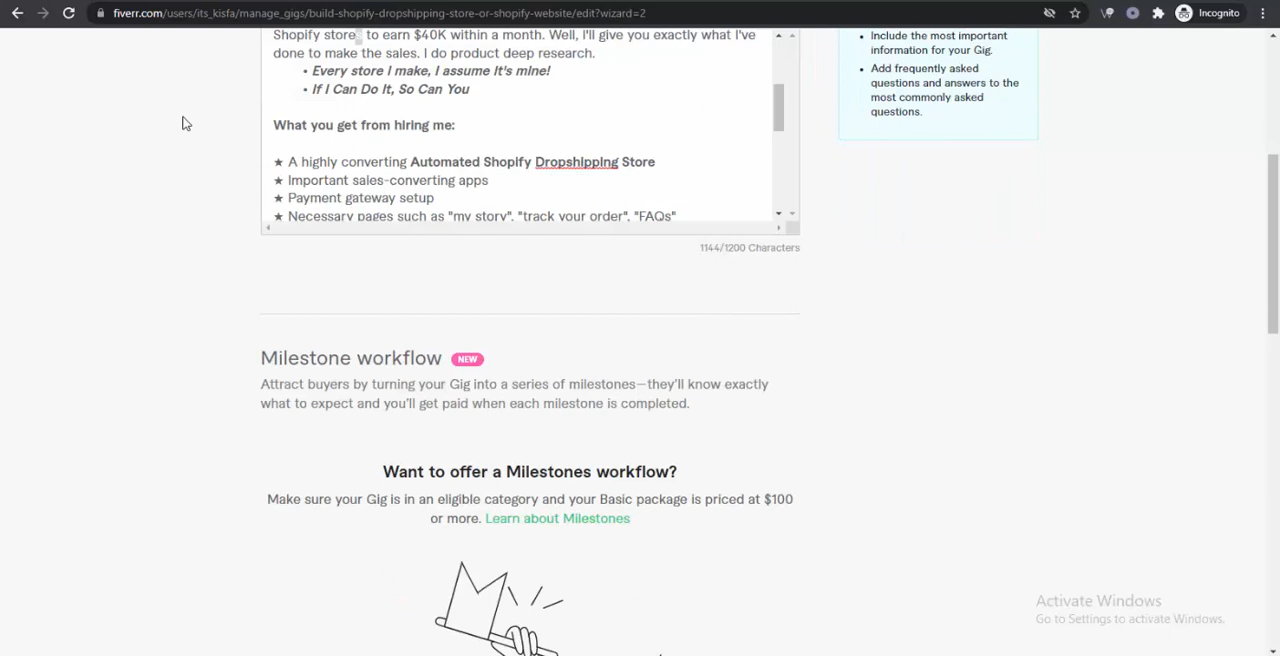 fiverr.com/users/its_kisfa/manage_gigs/build-shopify-dropshipping-store-or-shopify-website/edit?wizard=2
Incognito
Shopify store to earn $40K within a month. Well, I'll give you exactly what I've
done to make the sales. I do product deep research.
• Every store I make, I assume It's mine!
• If I Can Do It, So Can You
What you get from hiring me:
★ A highly converting Automated Shopify Dropshipping Store
★ Important sales-converting apps
★ Payment gateway setup
★ Necessary pages such as "my story", "track your order", "FAQs"
1144/1200 Characters
Include the most important
information for your Gig.
Add frequently asked
questions and answers to the
most commonly asked
questions.
Milestone workflow NEW
Attract buyers by turning your Gig into a series of milestones—they'll know exactly
what to expect and you'll get paid when each milestone is completed.
Want to offer a Milestones workflow?
Make sure your Gig is in an eligible category and your Basic package is priced at $100
or more. Learn about Milestones
Activate Windows
Go to Settings to activate Windows.